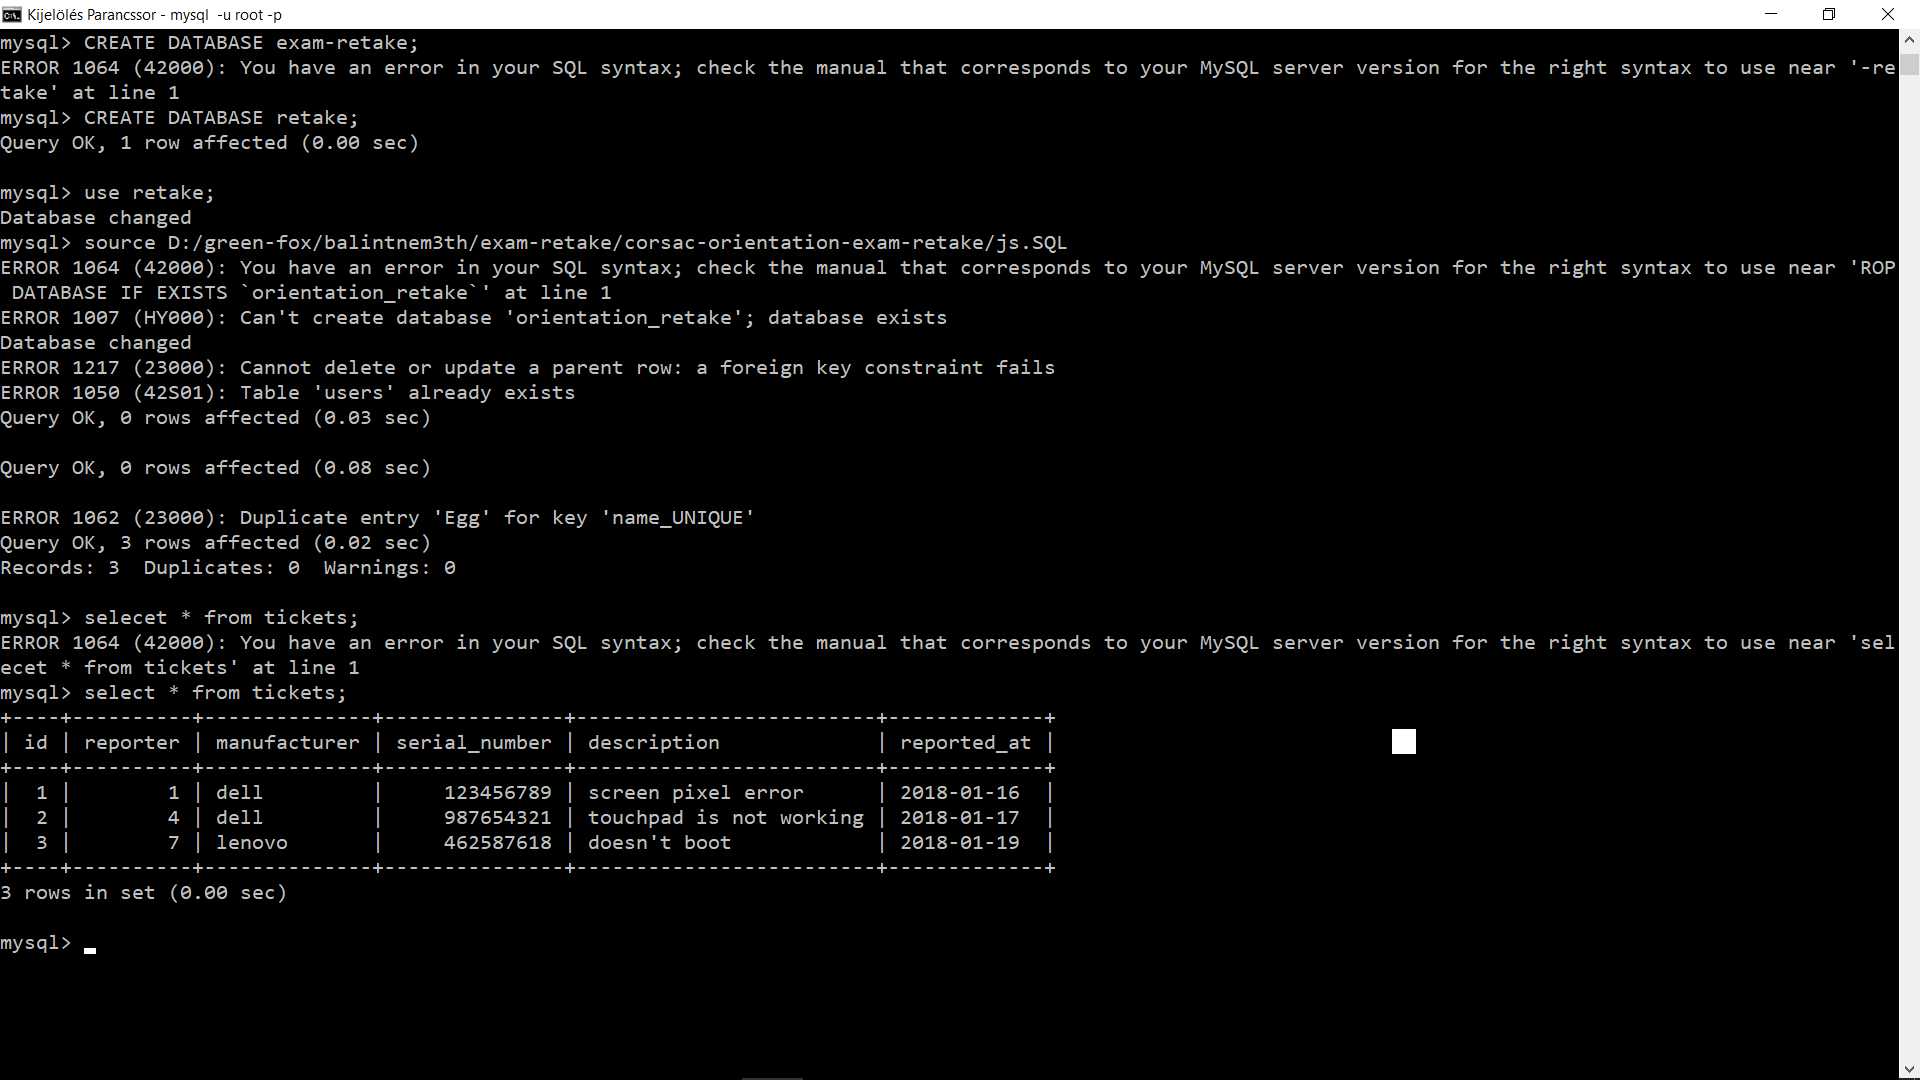 Kijelölés Parancssor - mysql  -u root -p
mysql> CREATE DATABASE exam-retake;
ERROR 1064 (42000): You have an error in your SQL syntax; check the manual that corresponds to your MySQL server version for the right syntax to use near '-re
take' at line 1
mysql> CREATE DATABASE retake;
Query OK, 1 row affected (0.00 sec)
mysql> use retake;
Database changed
mysql> source D:/green-fox/balintnem3th/exam-retake/corsac-orientation-exam-retake/js.SQL
ERROR 1064 (42000): You have an error in your SQL syntax; check the manual that corresponds to your MySQL server version for the right syntax to use near 'ROP
 DATABASE IF EXISTS `orientation_retake`' at line 1
ERROR 1007 (HY000): Can't create database 'orientation_retake'; database exists
Database changed
ERROR 1217 (23000): Cannot delete or update a parent row: a foreign key constraint fails
ERROR 1050 (42S01): Table 'users' already exists
Query OK, 0 rows affected (0.03 sec)
Query OK, 0 rows affected (0.08 sec)
ERROR 1062 (23000): Duplicate entry 'Egg' for key 'name_UNIQUE'
Query OK, 3 rows affected (0.02 sec)
Records: 3  Duplicates: 0  Warnings: 0
mysql> selecet * from tickets;
ERROR 1064 (42000): You have an error in your SQL syntax; check the manual that corresponds to your MySQL server version for the right syntax to use near 'sel
ecet * from tickets' at line 1
mysql> select * from tickets;
+----+----------+--------------+---------------+-------------------------+-------------+
| id | reporter | manufacturer | serial_number | description             | reported_at |
+----+----------+--------------+---------------+-------------------------+-------------+
|  1 |        1 | dell         |     123456789 | screen pixel error      | 2018-01-16  |
|  2 |        4 | dell         |     987654321 | touchpad is not working | 2018-01-17  |
|  3 |        7 | lenovo       |     462587618 | doesn't boot            | 2018-01-19  |
+----+----------+--------------+---------------+-------------------------+-------------+
3 rows in set (0.00 sec)
mysql> _